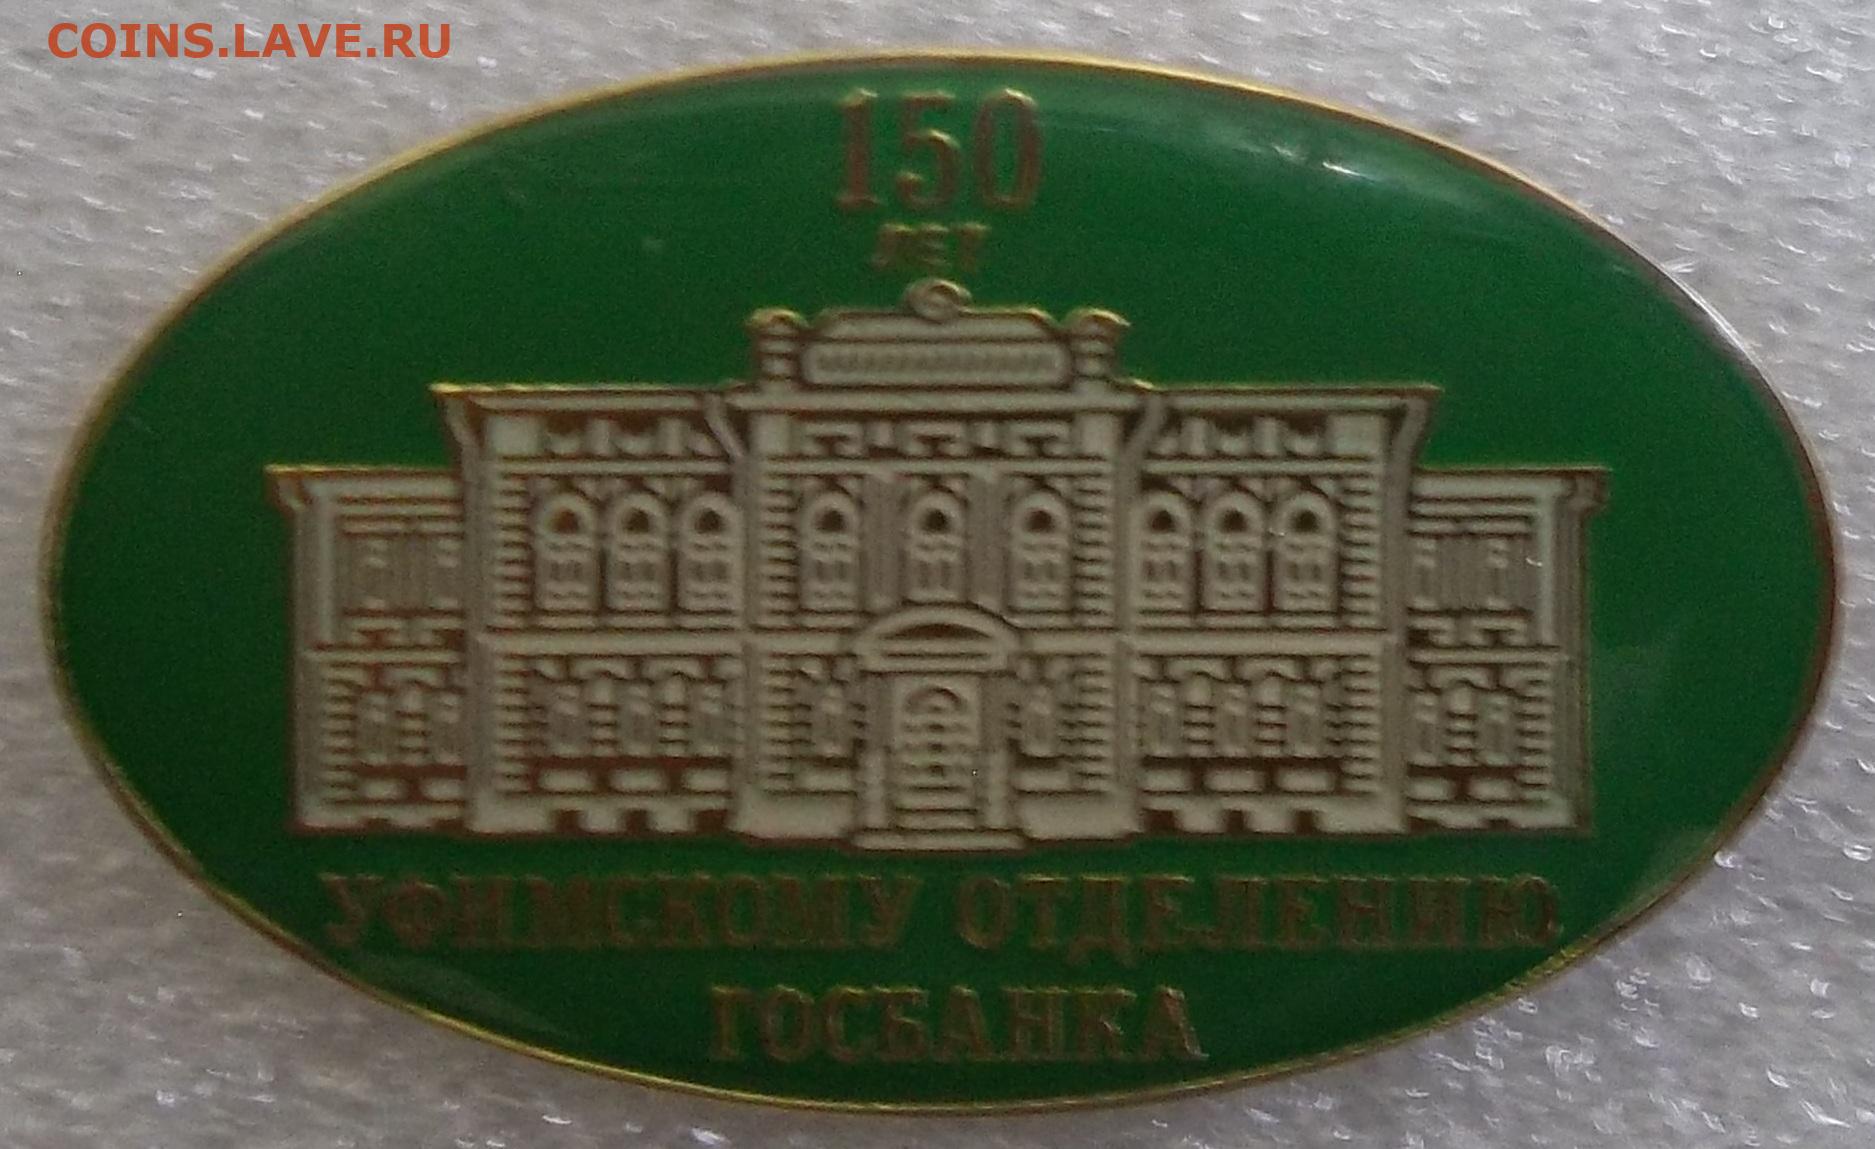 COINS.LAVE.RU
150
ЛЕТ
УФИМСКОМУ ОТДЕЛЕНИЮ
ГОСБАНКА